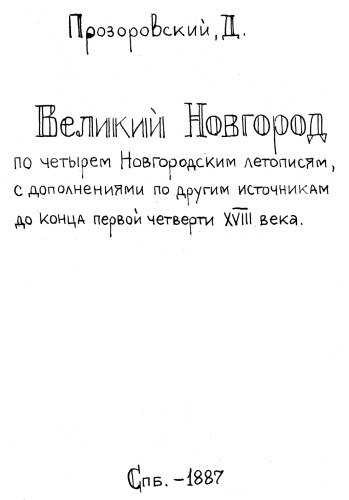 Прозоровский, Д.
Великий Новгород
по четырем Новгородским летописям,
с дополнениями по другим источникам
до конца первой четверти XVIII века.
Спб. -1887